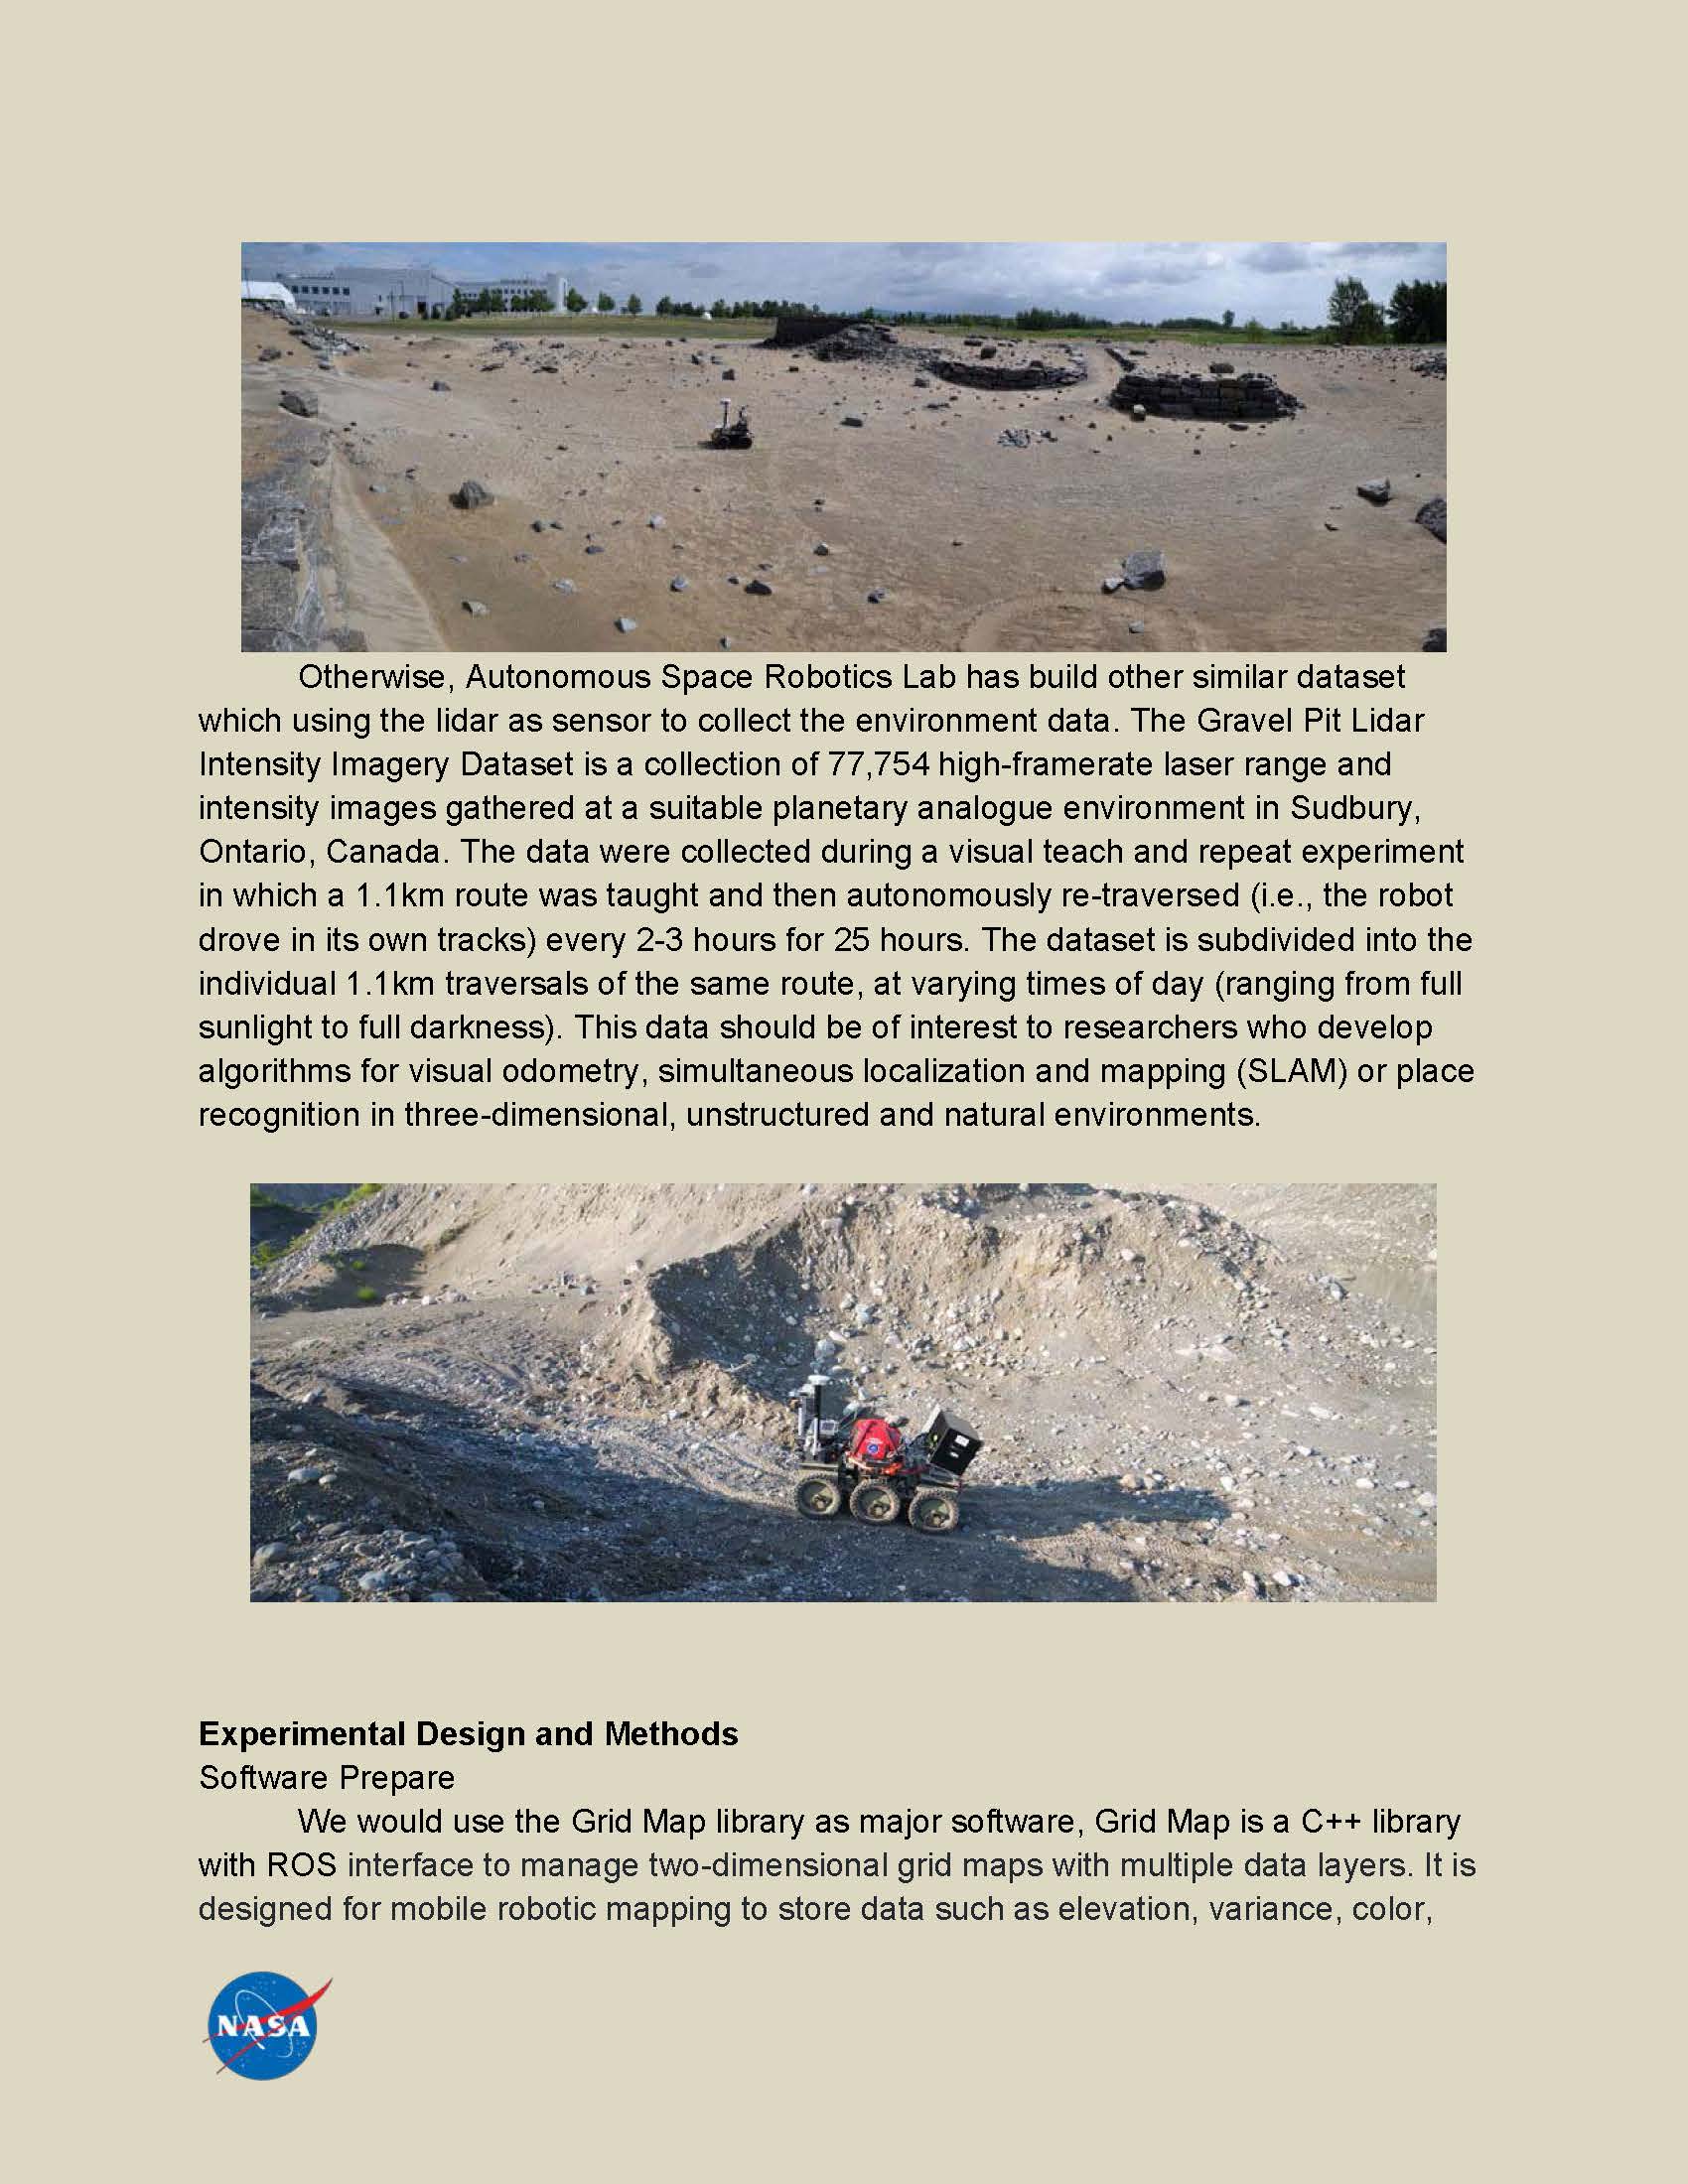 Otherwise, Autonomous Space Robotics Lab has build other similar dataset
which using the lidar as sensor to collect the environment data. The Gravel Pit Lidar
Intensity Imagery Dataset is a collection of 77,754 high-framerate laser range and
intensity images gathered at a suitable planetary analogue environment in Sudbury,
Ontario, Canada. The data were collected during a visual teach and repeat experiment
in which a 1.1km route was taught and then autonomously re-traversed (i.e., the robot
drove in its own tracks) every 2-3 hours for 25 hours. The dataset is subdivided into the
individual 1.1km traversals of the same route, at varying times of day (ranging from full
sunlight to full darkness). This data should be of interest to researchers who develop
algorithms for visual odometry, simultaneous localization and mapping (SLAM) or place
recognition in three-dimensional, unstructured and natural environments.
Experimental Design and Methods
Software Prepare
We would use the Grid Map library as major software, Grid Map is a C++ library
with ROS interface to manage two-dimensional grid maps with multiple data layers. It is
designed for mobile robotic mapping to store data such as elevation, variance, color,
NASA